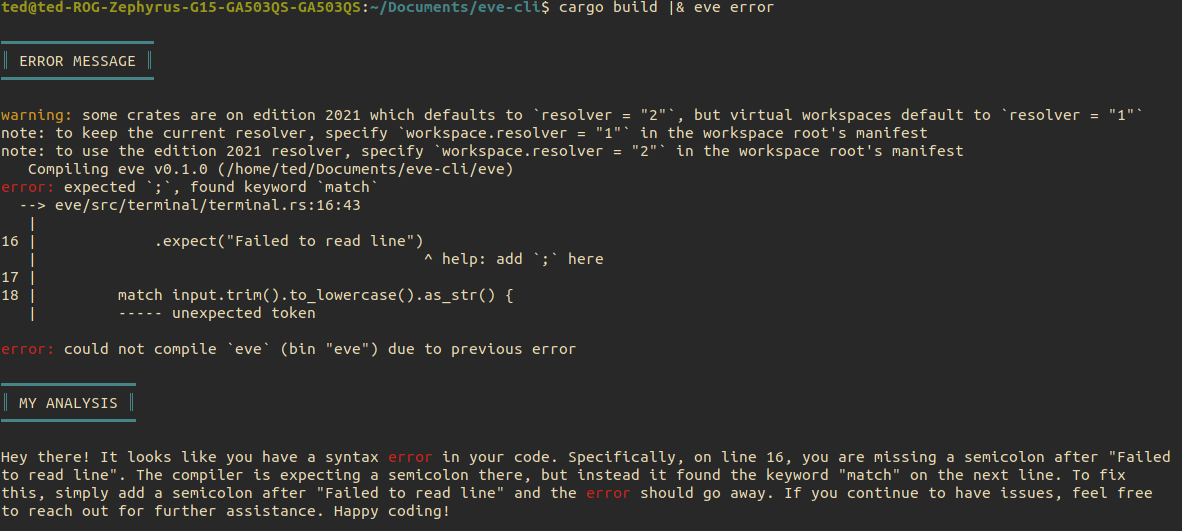 ted@ted-ROG-Zephyrus-G15-GA503QS-GA503QS:~/Documents/eve-cli$ cargo build |& eve error
ERROR MESSAGE
warning: some crates are on edition 2021 which defaults to `resolver = "2"`, but virtual workspaces default to `resolver = "1"`
note: to keep the current resolver, specify `workspace.resolver = "1"` in the workspace root's manifest
note: to use the edition 2021 resolver, specify `workspace.resolver = "2"` in the workspace root's manifest
   Compiling eve v0.1.0 (/home/ted/Documents/eve-cli/eve)
error: expected `;`, found keyword `match`
  --> eve/src/terminal/terminal.rs:16:43
   |
16 |             .expect("Failed to read line")
   |                                           ^ help: add `;` here
17 |
18 |         match input.trim().to_lowercase().as_str() {
   |         ----- unexpected token
error: could not compile `eve` (bin "eve") due to previous error
MY ANALYSIS
Hey there! It looks like you have a syntax error in your code. Specifically, on line 16, you are missing a semicolon after "Failed
to read line". The compiler is expecting a semicolon there, but instead it found the keyword "match" on the next line. To fix
this, simply add a semicolon after "Failed to read line" and the error should go away. If you continue to have issues, feel free
to reach out for further assistance. Happy coding!